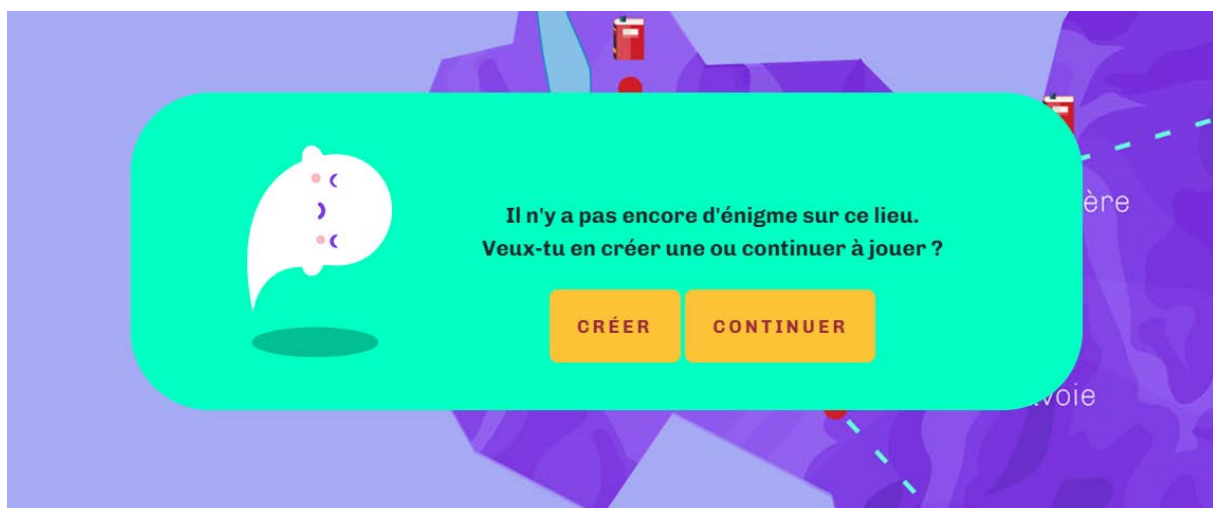 Il n'y a pas encore d'énigme sur ce lieu.
Veux-tu en créer une ou continuer à jouer ?
CRÉER
CONTINUER